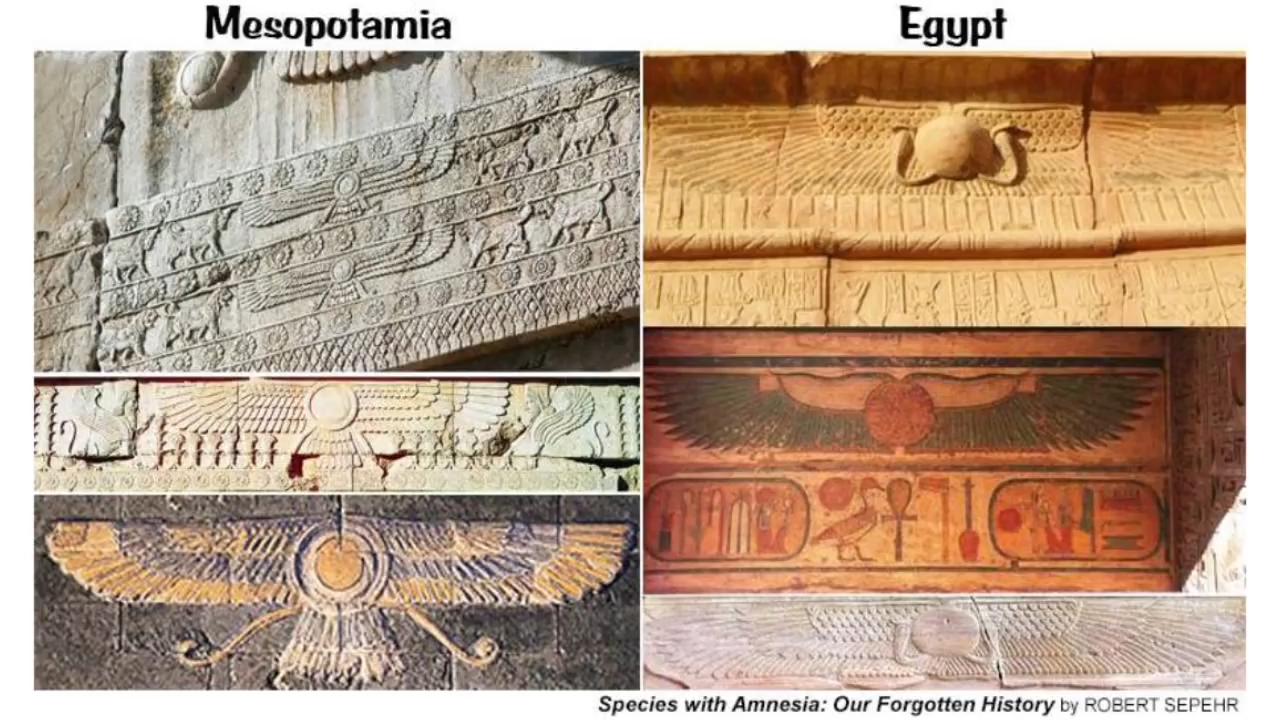 Mesopotamia
Egypt
Species with Amnesia: Our Forgotten History by ROBERT SEPEHR